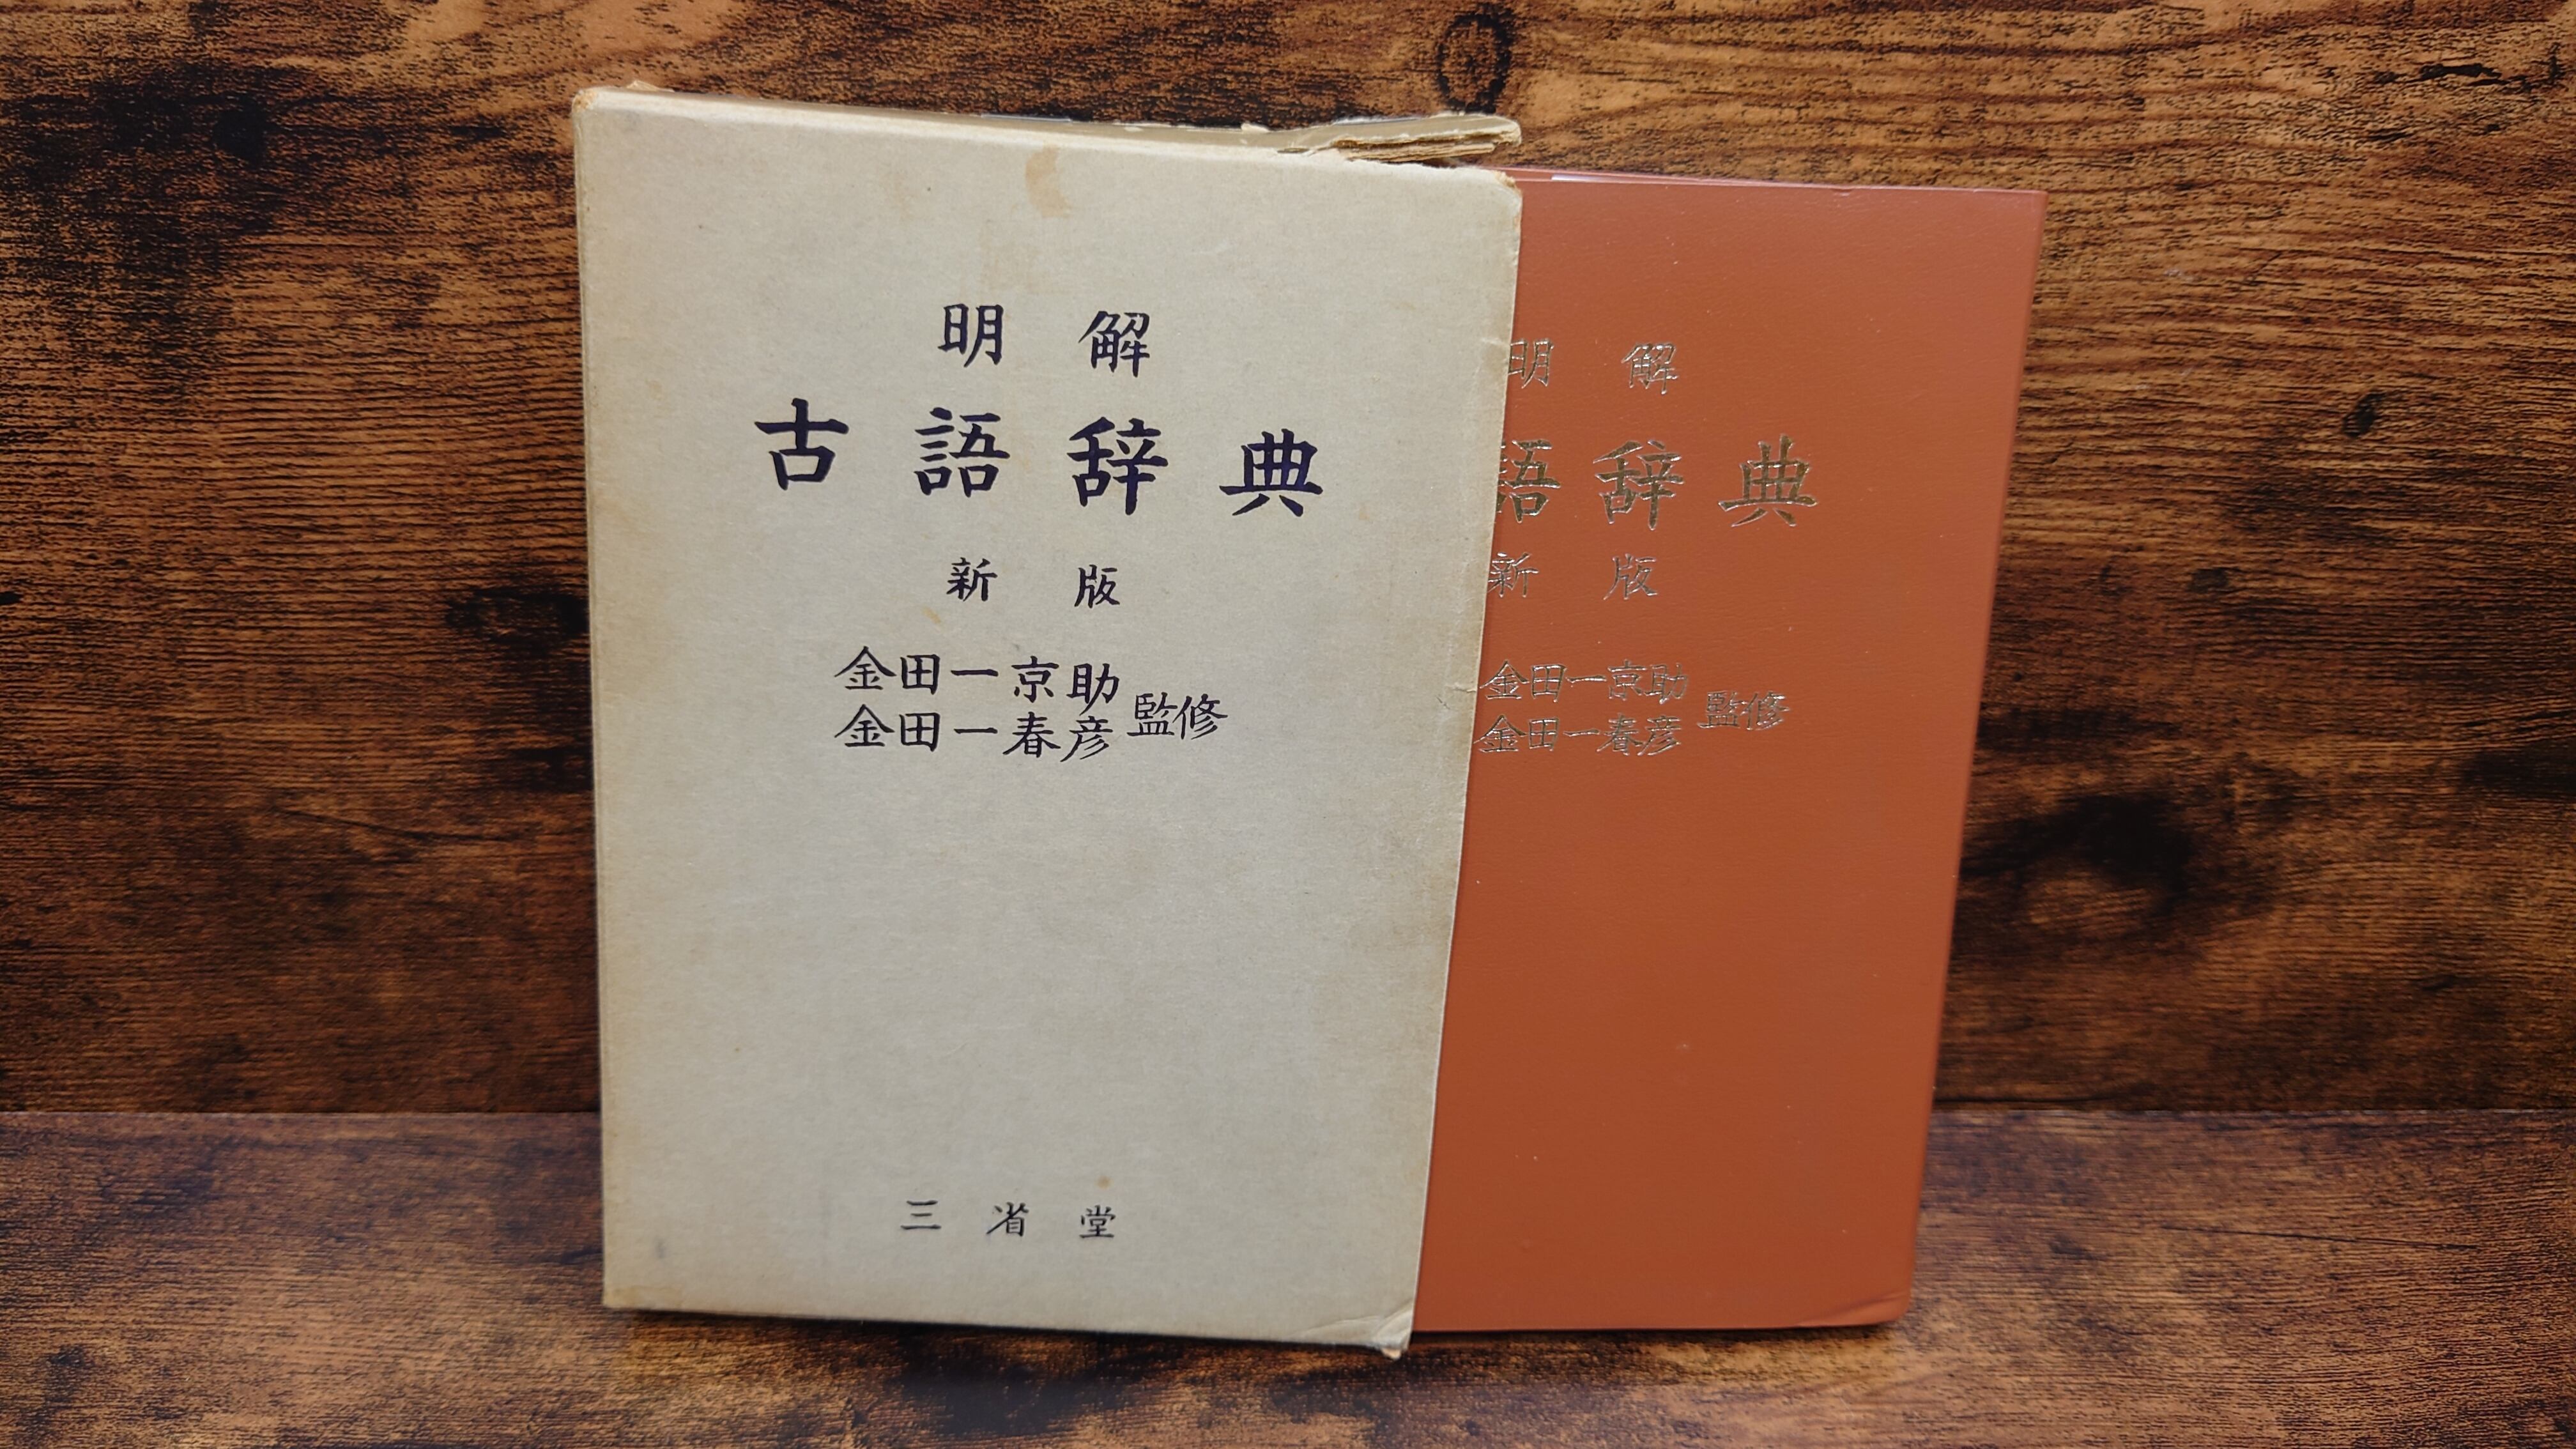 明解
古語辞典
新版
金田一京助
金田一春彦
監修
三省堂
明解
語辞典
新版
金田一京助
金田一春彦
監修